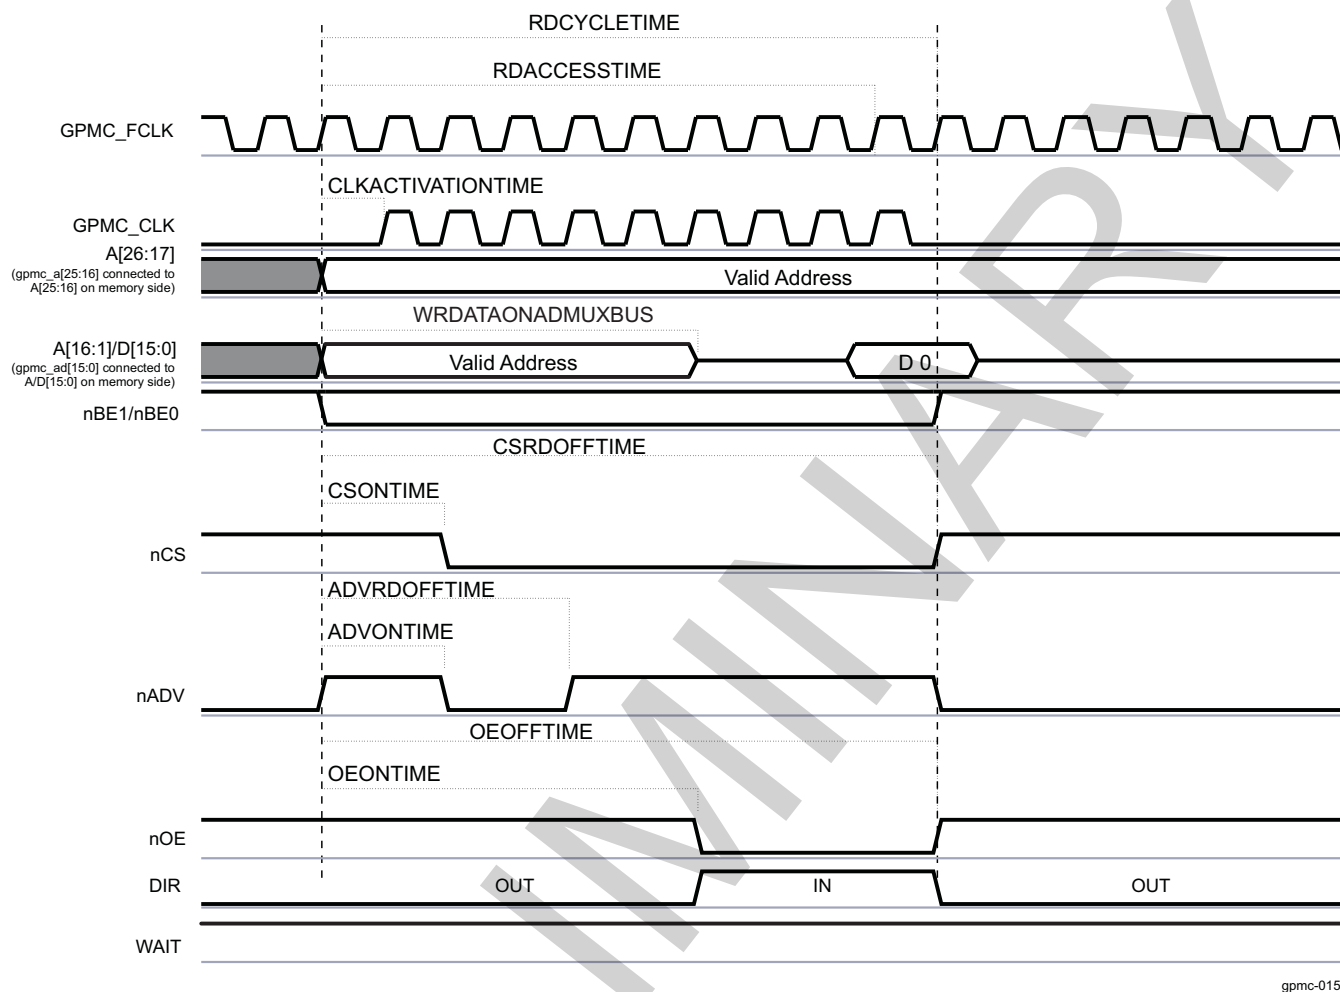 RDCYCLETIME
RDACCESSTIME
GPMC_FCLK
CLKACTIVATIONTIME
GPMC_CLK
A[26:17]
(gpmc_a[25:16] connected to
A[25:16] on memory side)
Valid Address
WRDATAONADMUXBUS
A[16:1]/D[15:0]
(gpmc_ad[15:0] connected to
A/D[15:0] on memory side)
Valid Address
D 0
nBE1/nBE0
CSRDOFFTIME
CSONTIME
nCS
ADVRDOFFTIME
ADVONTIME
nADV
OEOFFTIME
OEONTIME
nOE
DIR
OUT
IN
OUT
WAIT
gpmc-015
IMINARY